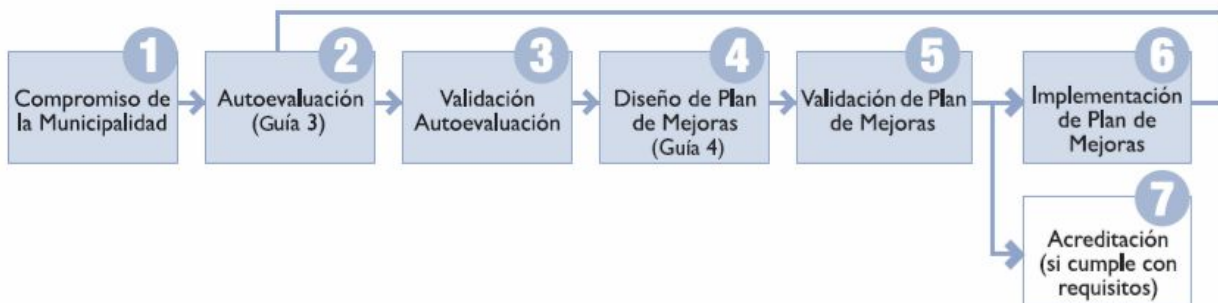 1
Compromiso de
la Municipalidad
2
Autoevaluación
(Guía 3)
3
Validación
Autoevaluación
4
Diseño de Plan
de Mejoras
(Guía 4)
5
Validación de Plan
de Mejoras
6
Implementación
de Plan de
Mejoras
7
Acreditación
(si cumple con
requisitos)